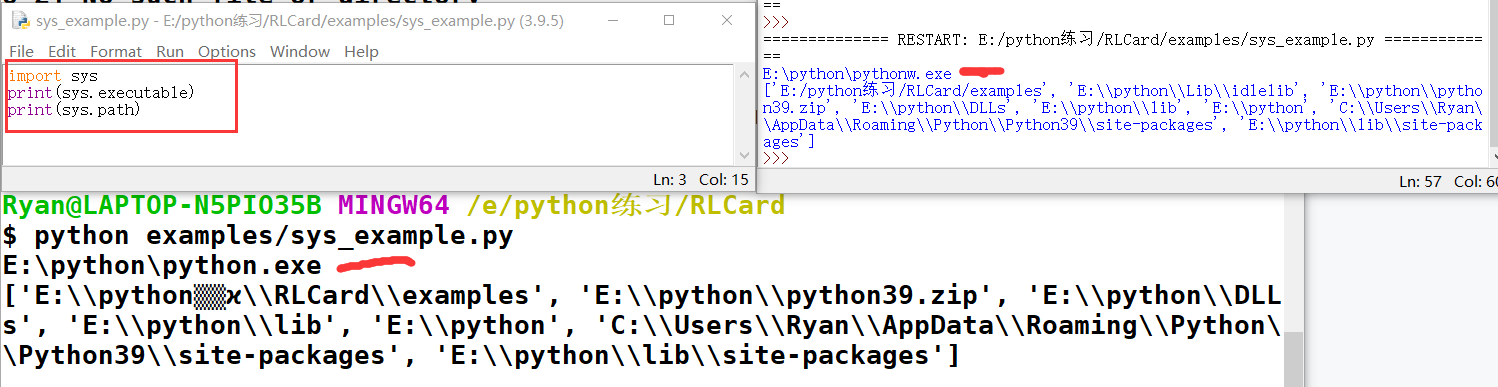 sys_example.py - E:/python练习/RLCard/examples/sys_example.py (3.9.5)
File Edit Format Run Options Window Help
import sys
print(sys.executable)
print(sys.path)
Ln: 3 Col: 15
==
>>>
============== RESTART: E:/python练习/RLCard/examples/sys_example.py ===========
==
E:\python\pythonw.exe
['E:/python练习/RLCard/examples', 'E:\\python\\Lib\\idlelib', 'E:\\python\\pytho
n39.zip', 'E:\\python\\DLLs', 'E:\\python\\lib', 'E:\\python', 'C:\\Users\\Ryan\
\AppData\\Roaming\\Python\\Python39\\site-packages', 'E:\\python\\lib\\site-pack
ages']
>>>
Ln: 57 Col: 60
Ryan@LAPTOP-N5PIO35B MINGW64 /e/python练习/RLCard
$ python examples/sys_example.py
E:\python\python.exe
['E:\\python▒▒ϰ\\RLCard\\examples', 'E:\\python\\python39.zip', 'E:\\python\\DLL
s', 'E:\\python\\lib', 'E:\\python', 'C:\\Users\\Ryan\\AppData\\Roaming\\Python\
\Python39\\site-packages', 'E:\\python\\lib\\site-packages']